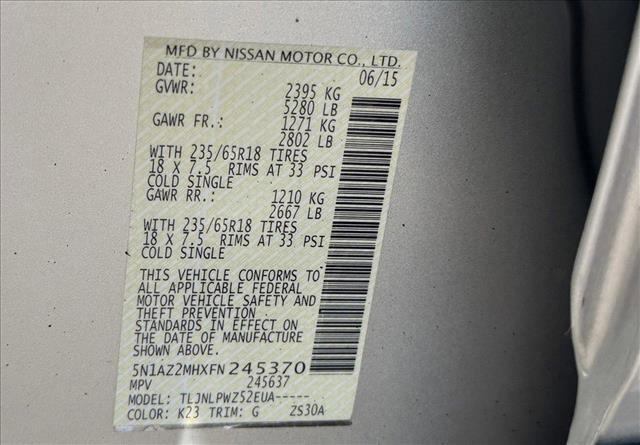 MFD BY NISSAN MOTOR CO., LTD.
DATE: 06/15
GVWR: 2395 KG
5280 LB
GAWR FR.: 1271 KG
2802 LB
WITH 235/65R18 TIRES
18 X 7.5 RIMS AT 33 PSI
COLD SINGLE
GAWR RR.: 1210 KG
2667 LB
WITH 235/65R18 TIRES
18 X 7.5 RIMS AT 33 PSI
COLD SINGLE
THIS VEHICLE CONFORMS TO
ALL APPLICABLE FEDERAL
MOTOR VEHICLE SAFETY AND
THEFT PREVENTION
STANDARDS IN EFFECT ON
THE DATE OF MANUFACTURE
SHOWN ABOVE.
5N1AZ2MHXFN245370
MPV 245637
MODEL: TLJNLPWZ52EUA-----
COLOR: K23 TRIM: G ZS30A